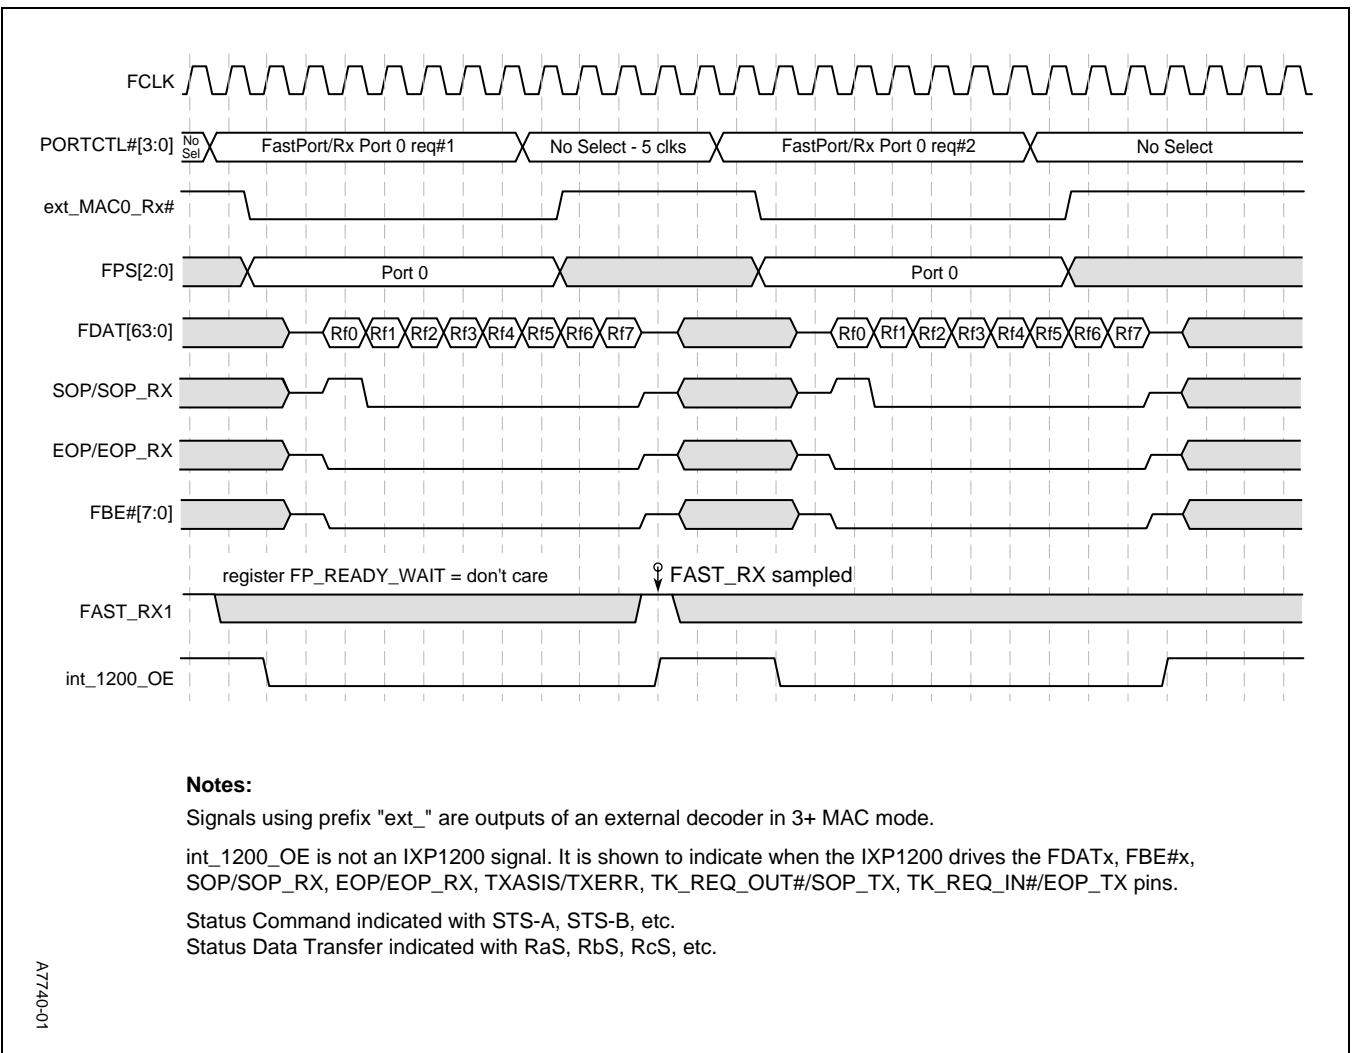 FCLK
PORTCTL#[3:0]
No
Sel
FastPort/Rx Port 0 req#1
No Select - 5 clks
FastPort/Rx Port 0 req#2
No Select
ext_MAC0_Rx#
FPS[2:0]
Port 0
Port 0
FDAT[63:0]
Rf0 Rf1 Rf2 Rf3 Rf4 Rf5 Rf6 Rf7
Rf0 Rf1 Rf2 Rf3 Rf4 Rf5 Rf6 Rf7
SOP/SOP_RX
EOP/EOP_RX
FBE#[7:0]
register FP_READY_WAIT = don't care
FAST_RX sampled
FAST_RX1
int_1200_OE
Notes:
Signals using prefix "ext_" are outputs of an external decoder in 3+ MAC mode.
int_1200_OE is not an IXP1200 signal. It is shown to indicate when the IXP1200 drives the FDATx, FBE#x,
SOP/SOP_RX, EOP/EOP_RX, TXASIS/TXERR, TK_REQ_OUT#/SOP_TX, TK_REQ_IN#/EOP_TX pins.
Status Command indicated with STS-A, STS-B, etc.
Status Data Transfer indicated with RaS, RbS, RcS, etc.
A7740-01